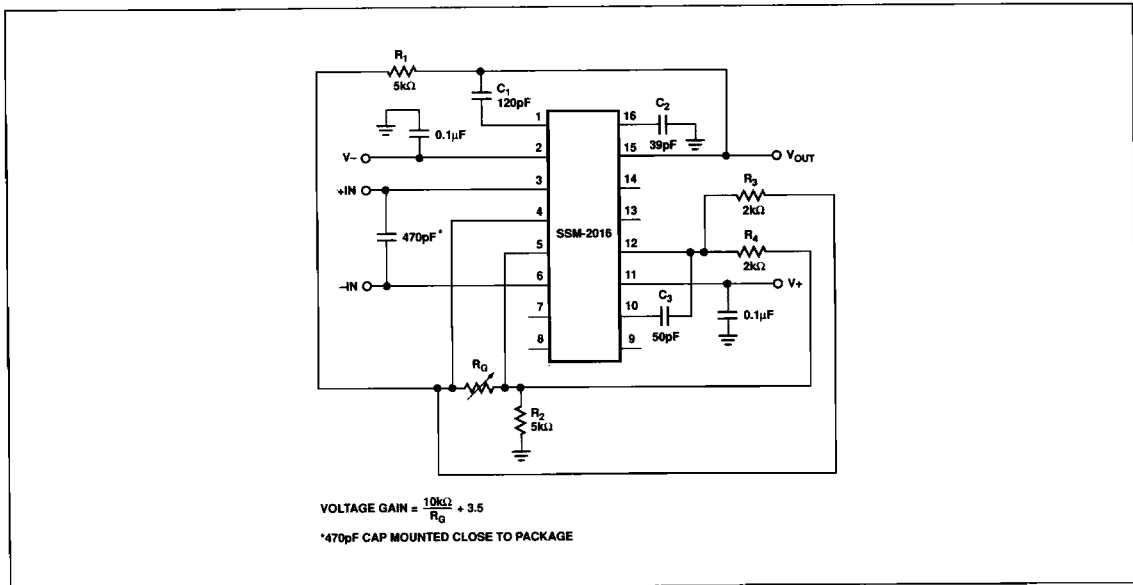 R1
5kΩ
C1
120pF
0.1µF
V–
+IN
470pF*
–IN
1
2
3
4
5
6
7
8
SSM-2016
16
15
14
13
12
11
10
9
C2
39pF
VOUT
R3
2kΩ
R4
2kΩ
V+
C3
50pF
0.1µF
RG
R2
5kΩ
VOLTAGE GAIN = 10kΩ/RG + 3.5
*470pF CAP MOUNTED CLOSE TO PACKAGE